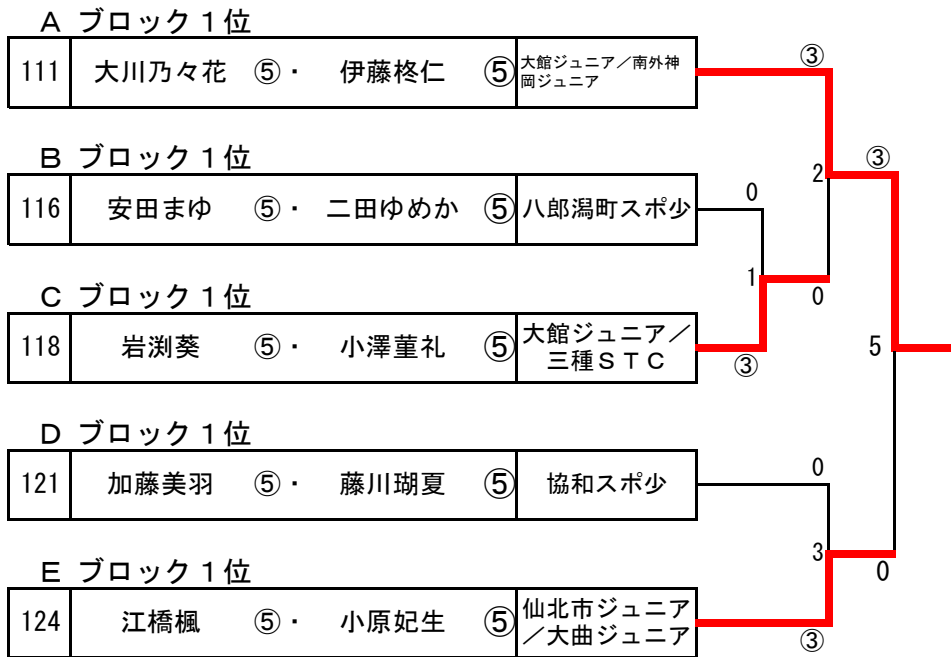 A ブロック1位
111 大川乃々花 ⑤・ 伊藤柊仁 ⑤ 大館ジュニア／南外神
岡ジュニア
③
B ブロック1位
③
2
116 安田まゆ ⑤・ 二田ゆめか ⑤ 八郎潟町スポ少
0
1
0
C ブロック1位
118 岩渕葵 ⑤・ 小澤菫礼 ⑤ 大館ジュニア／
三種STC
③
5
D ブロック1位
121 加藤美羽 ⑤・ 藤川瑚夏 ⑤ 協和スポ少
0
3
0
E ブロック1位
124 江橋楓 ⑤・ 小原妃生 ⑤ 仙北市ジュニア
／大曲ジュニア
③